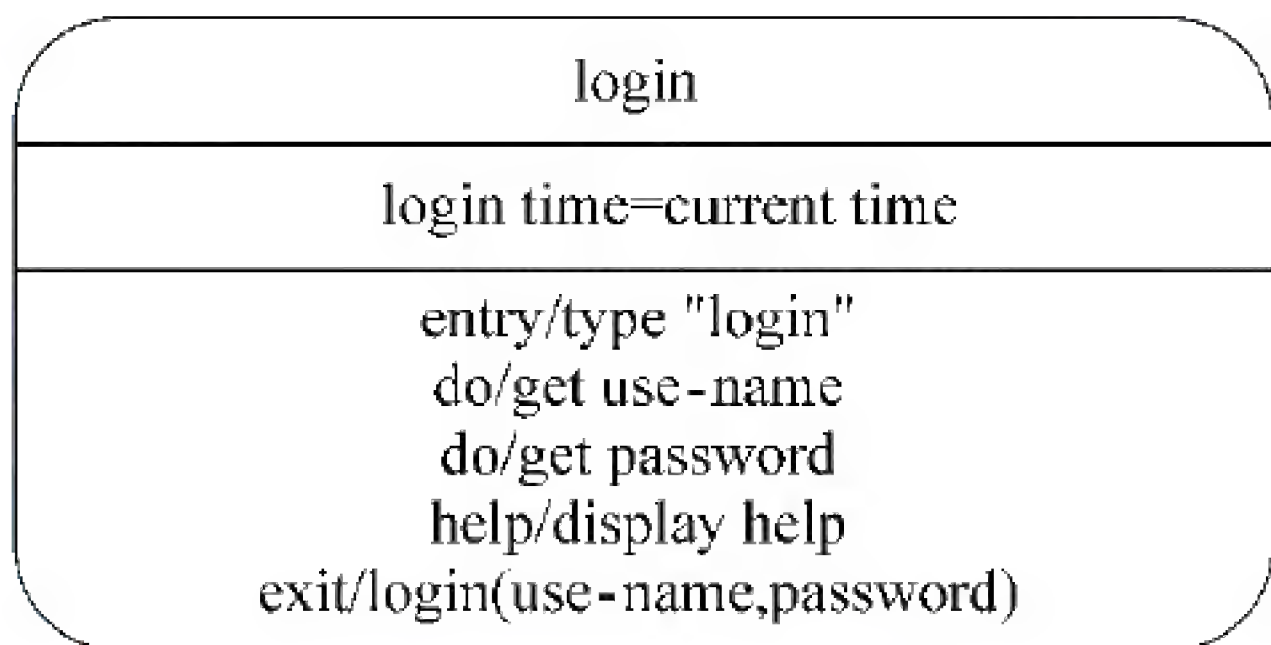 login
login time=current time
entry/type "login"
do/get use-name
do/get password
help/display help
exit/login(use-name,password)